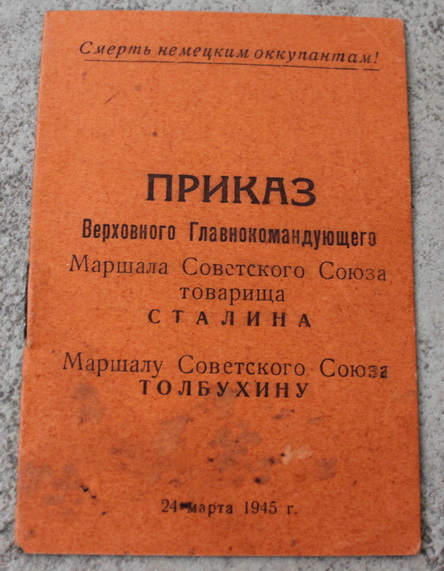 Смерть немецким оккупантам!
ПРИКАЗ
Верховного Главнокомандующего
Маршала Советского Союза
товарища
СТАЛИНА
Маршалу Советского Союза
ТОЛБУХИНУ
24 марта 1945 г.